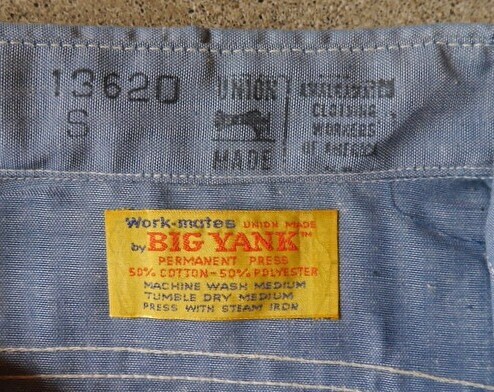 13620
S
UNION
MADE
AMALGAMATED
CLOTHING
WORKERS
OF AMERICA
Work-mates UNION MADE
by BIG YANK™
PERMANENT PRESS
50% COTTON-50% POLYESTER
MACHINE WASH MEDIUM
TUMBLE DRY MEDIUM
PRESS WITH STEAM IRON